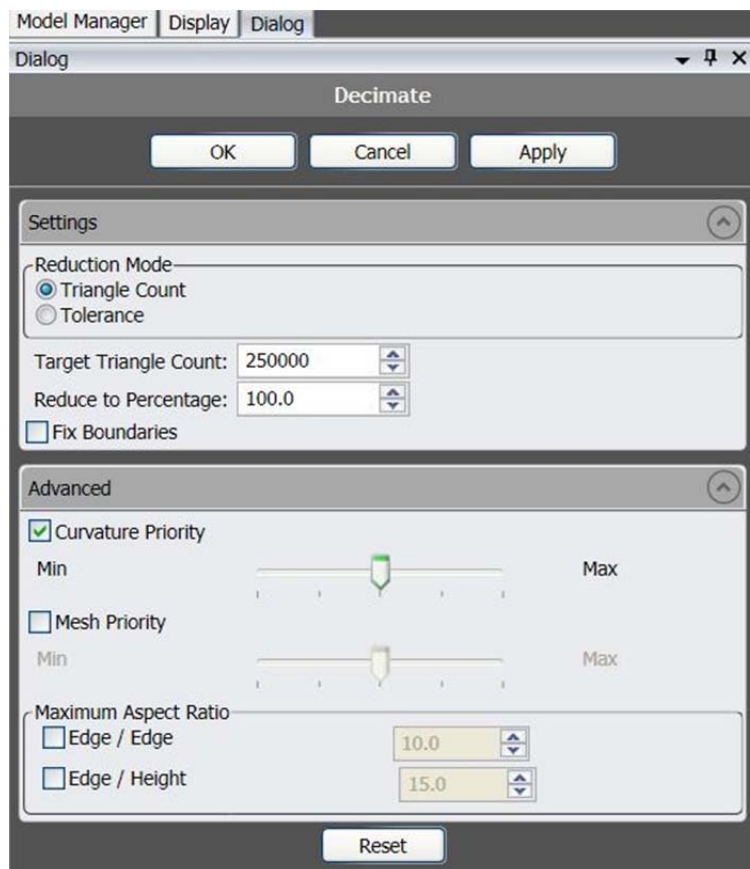 Model Manager Display Dialog
Dialog
Decimate
OK Cancel Apply
Settings
Reduction Mode
Triangle Count
Tolerance
Target Triangle Count: 250000
Reduce to Percentage: 100.0
Fix Boundaries
Advanced
Curvature Priority
Min Max
Mesh Priority
Min Max
Maximum Aspect Ratio
Edge / Edge 10.0
Edge / Height 15.0
Reset